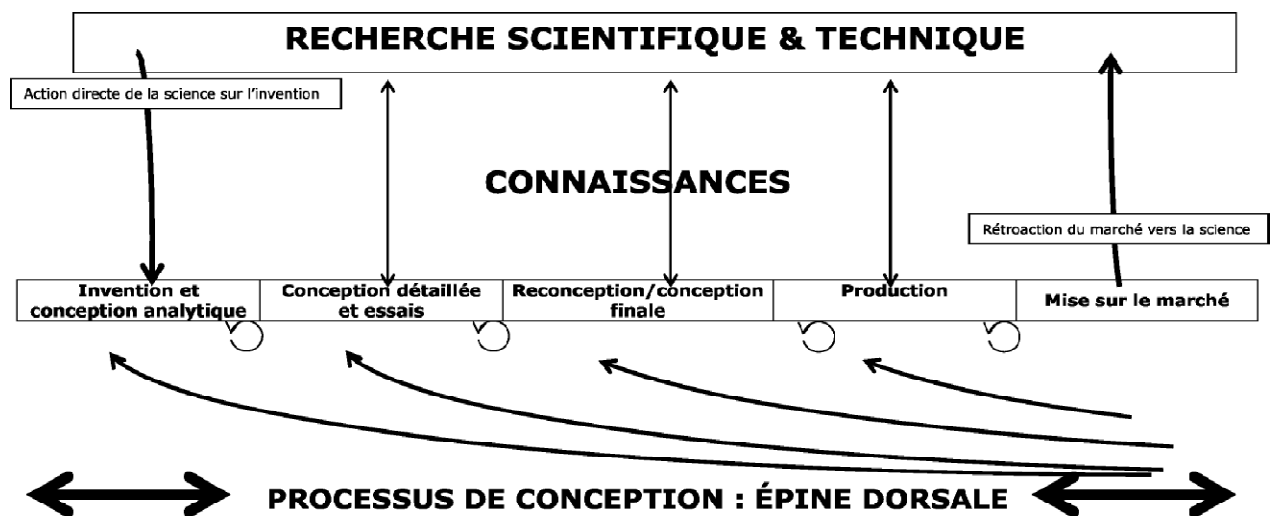 RECHERCHE SCIENTIFIQUE & TECHNIQUE
Action directe de la science sur l'invention
CONNAISSANCES
Rétroaction du marché vers la science
Invention et
conception analytique
Conception détaillée
et essais
Reconception/conception
finale
Production
Mise sur le marché
PROCESSUS DE CONCEPTION : ÉPINE DORSALE